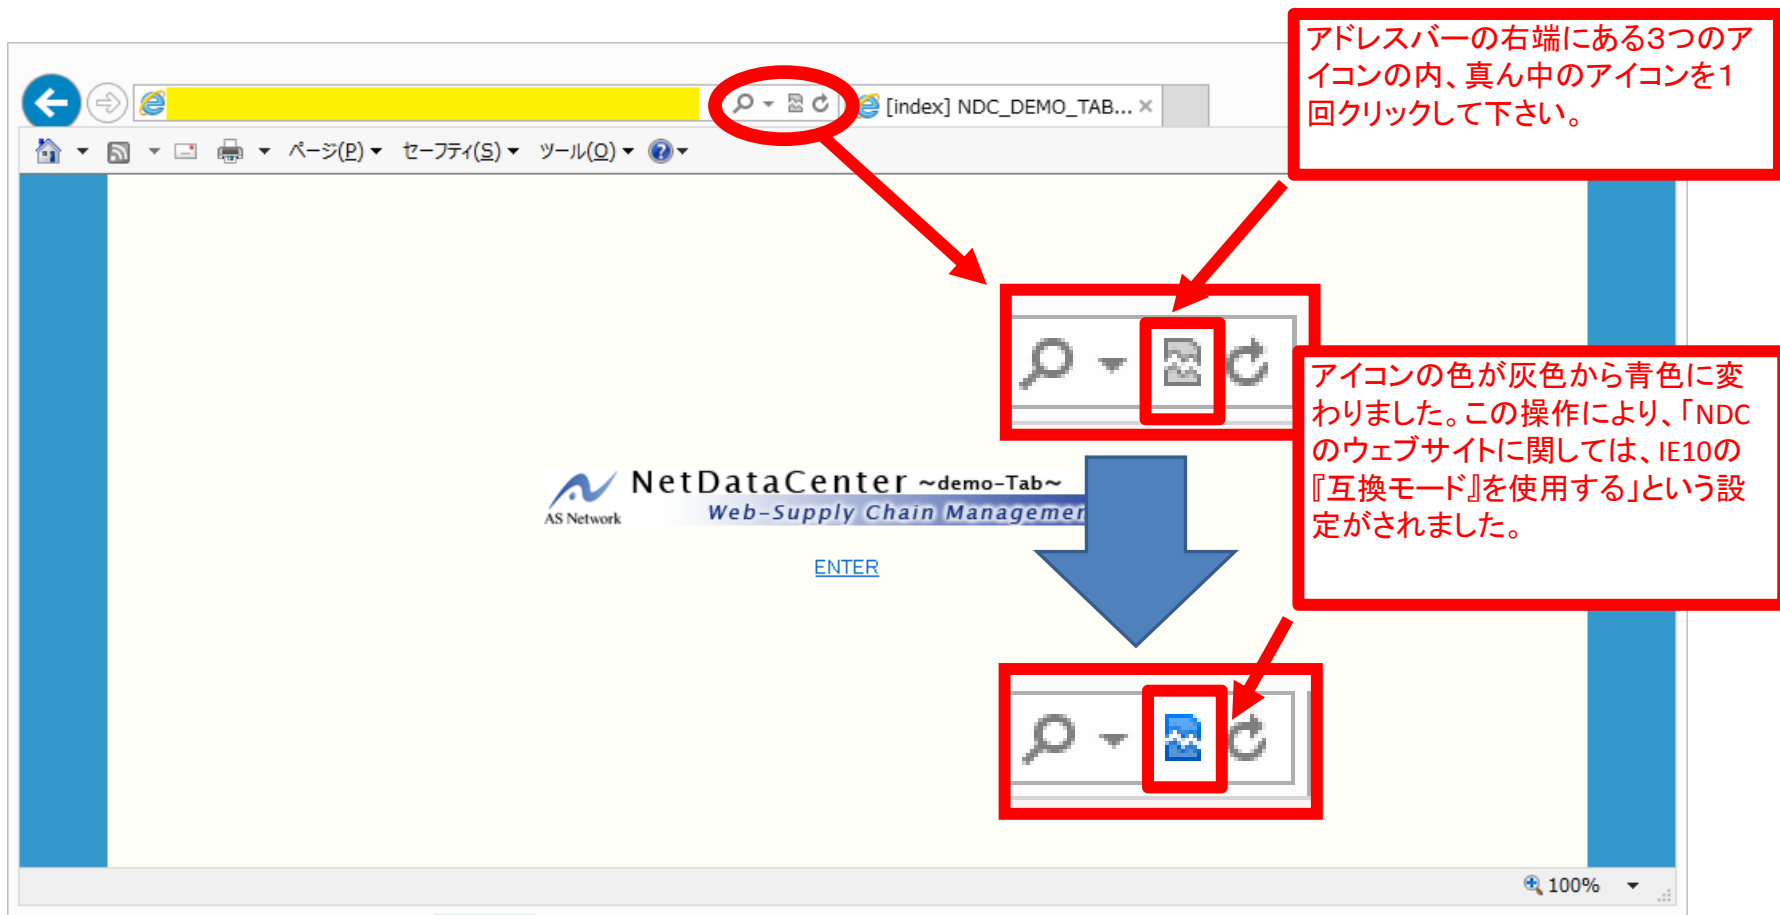 アドレスバーの右端にある3つのア
イコンの内、真ん中のアイコンを1
回クリックして下さい。
[index] NDC_DEMO_TAB...
ページ(P) セーフティ(S) ツール(O)
アイコンの色が灰色から青色に変
わりました。この操作により、「NDC
のウェブサイトに関しては、IE10の
『互換モード』を使用する」という設
定がされました。
NetDataCenter ~demo-Tab~
AS Network
Web-Supply Chain Managemen
ENTER
100%